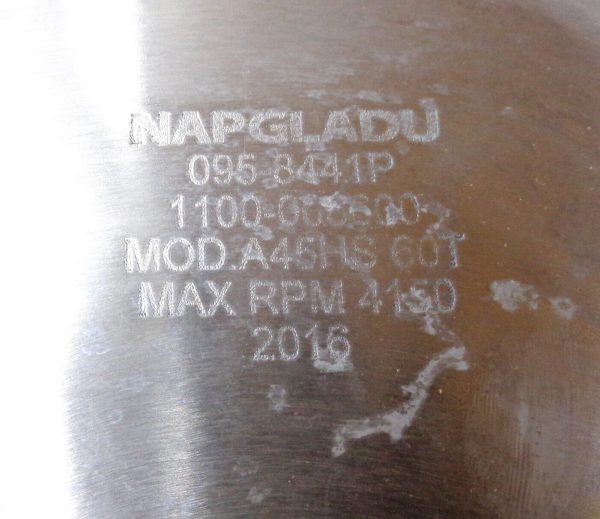 NAPGLADU
095-8441P
MOD.A45HS 60T
MAX RPM 4150
2016